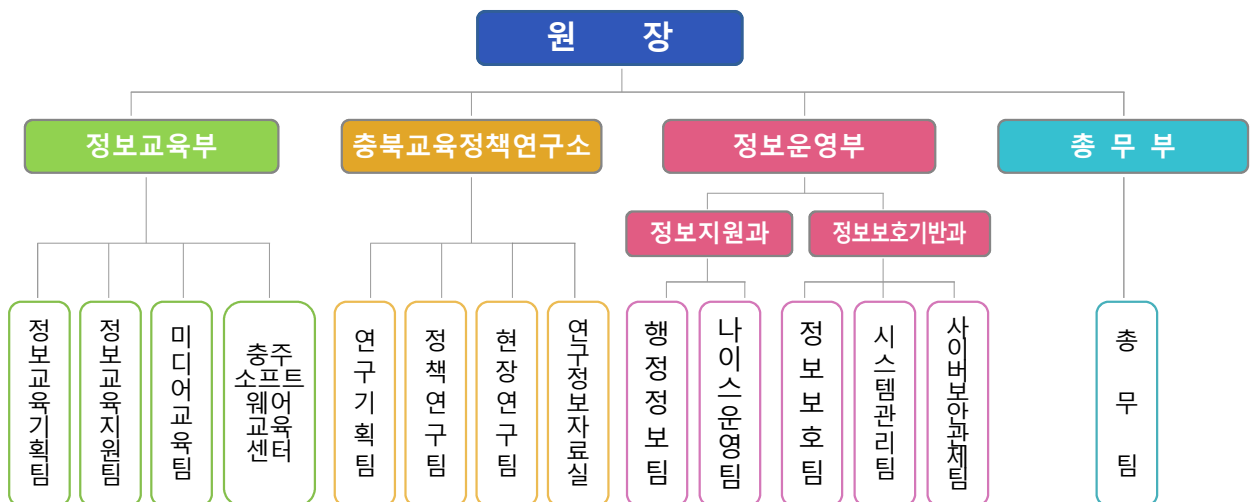 원 장
정보교육부
충북교육정책연구소
정보운영부
총 무 부
정보지원과
정보보호기반과
정보교육기획팀
정보교육지원팀
미디어교육팀
충주
소프트
웨어
교육
센터
연구기획팀
정책연구팀
현장연구팀
연구정보자료실
행정정보팀
나이스운영팀
정보보호팀
시스템관리팀
사이버보안관제팀
총 무 팀